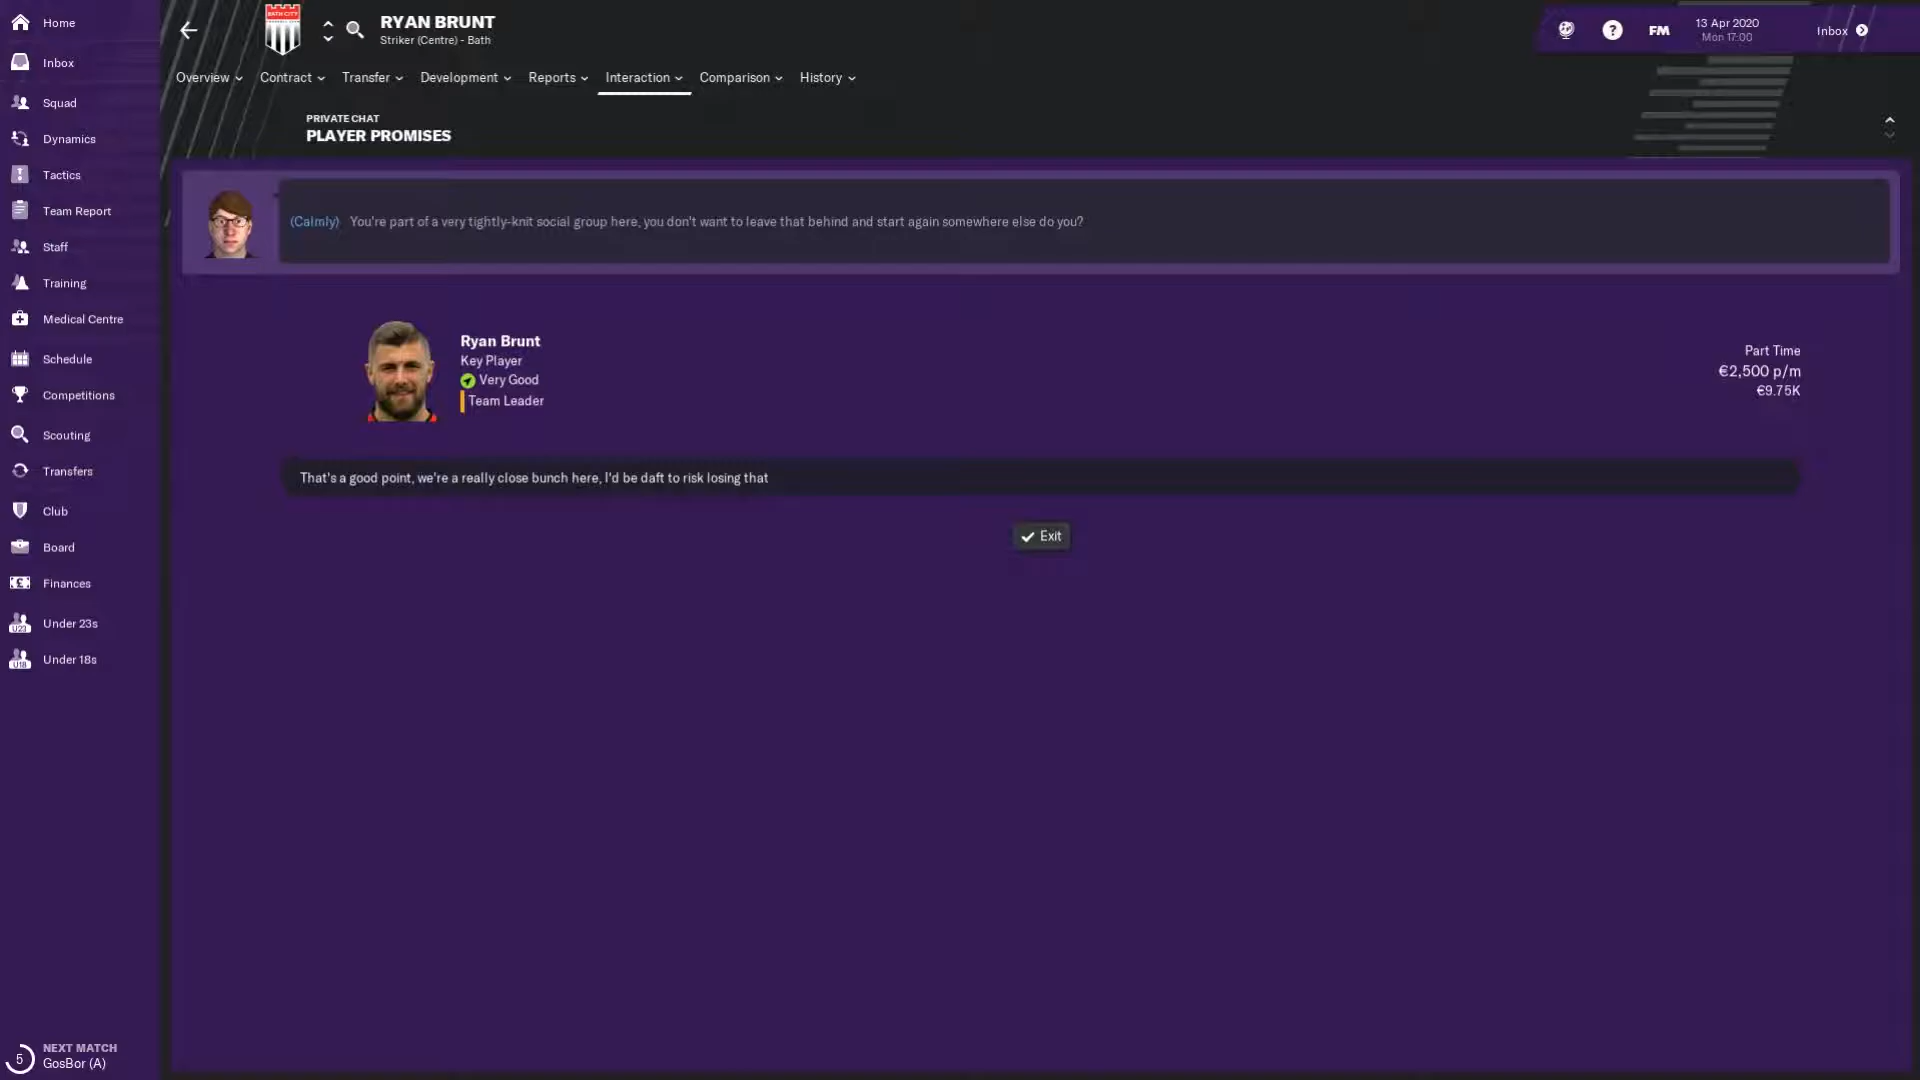 Home
Inbox
Squad
Dynamics
Tactics
Team Report
Staff
Training
Medical Centre
Schedule
Competitions
Scouting
Transfers
Club
Board
Finances
U23
Under 23s
U18
Under 18s
5
NEXT MATCH
GosBor (A)
BATH CITY
RYAN BRUNT
Striker (Centre) - Bath
?
FM
13 Apr 2020
Mon 17:00
Inbox
Overview
Contract
Transfer
Development
Reports
Interaction
Comparison
History
PRIVATE CHAT
PLAYER PROMISES
(Calmly) You're part of a very tightly-knit social group here, you don't want to leave that behind and start again somewhere else do you?
Ryan Brunt
Key Player
Very Good
Team Leader
Part Time
€2,500 p/m
€9.75K
That's a good point, we're a really close bunch here, I'd be daft to risk losing that
Exit